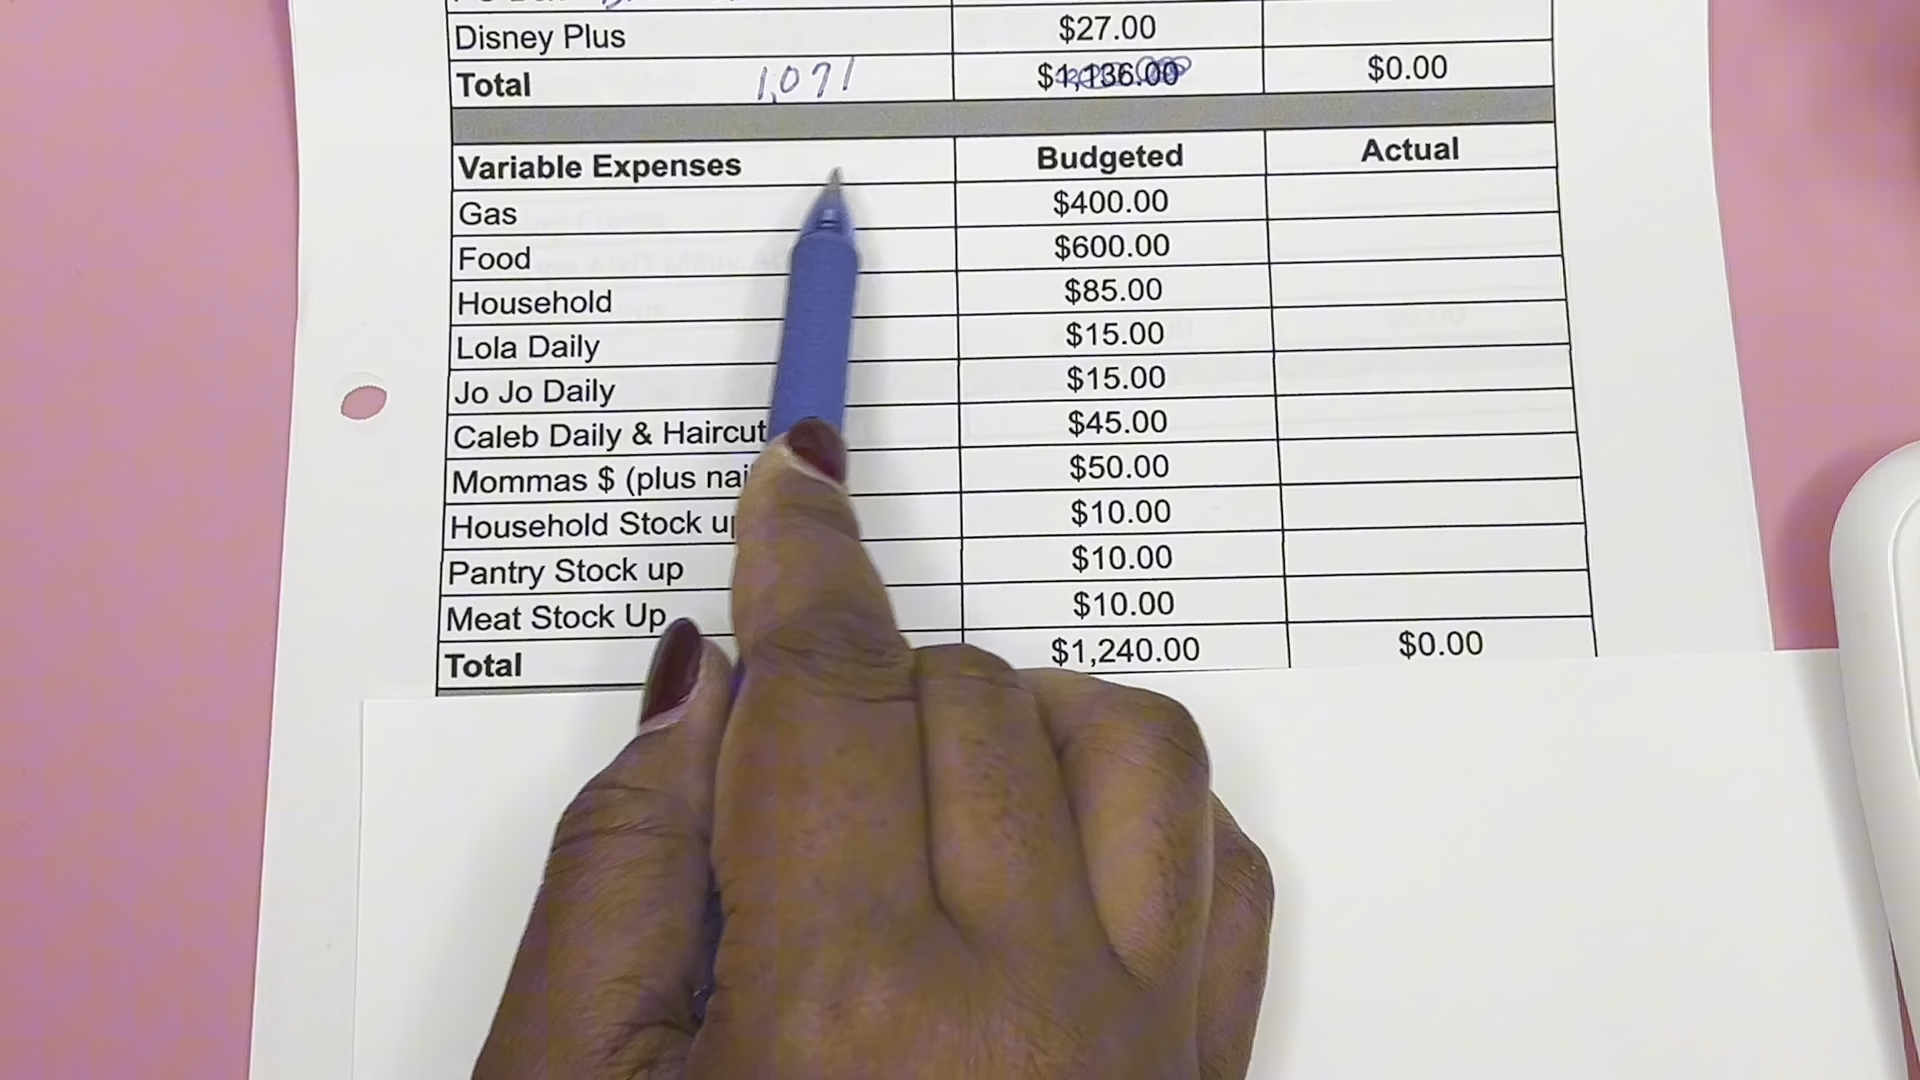 Disney Plus $27.00
Total 1,071 $1,136.00 $0.00
Variable Expenses Budgeted Actual
Gas $400.00
Food $600.00
Household $85.00
Lola Daily $15.00
Jo Jo Daily $15.00
Caleb Daily & Haircut $45.00
Mommas $ (plus nai $50.00
Household Stock up $10.00
Pantry Stock up $10.00
Meat Stock Up $10.00
Total $1,240.00 $0.00